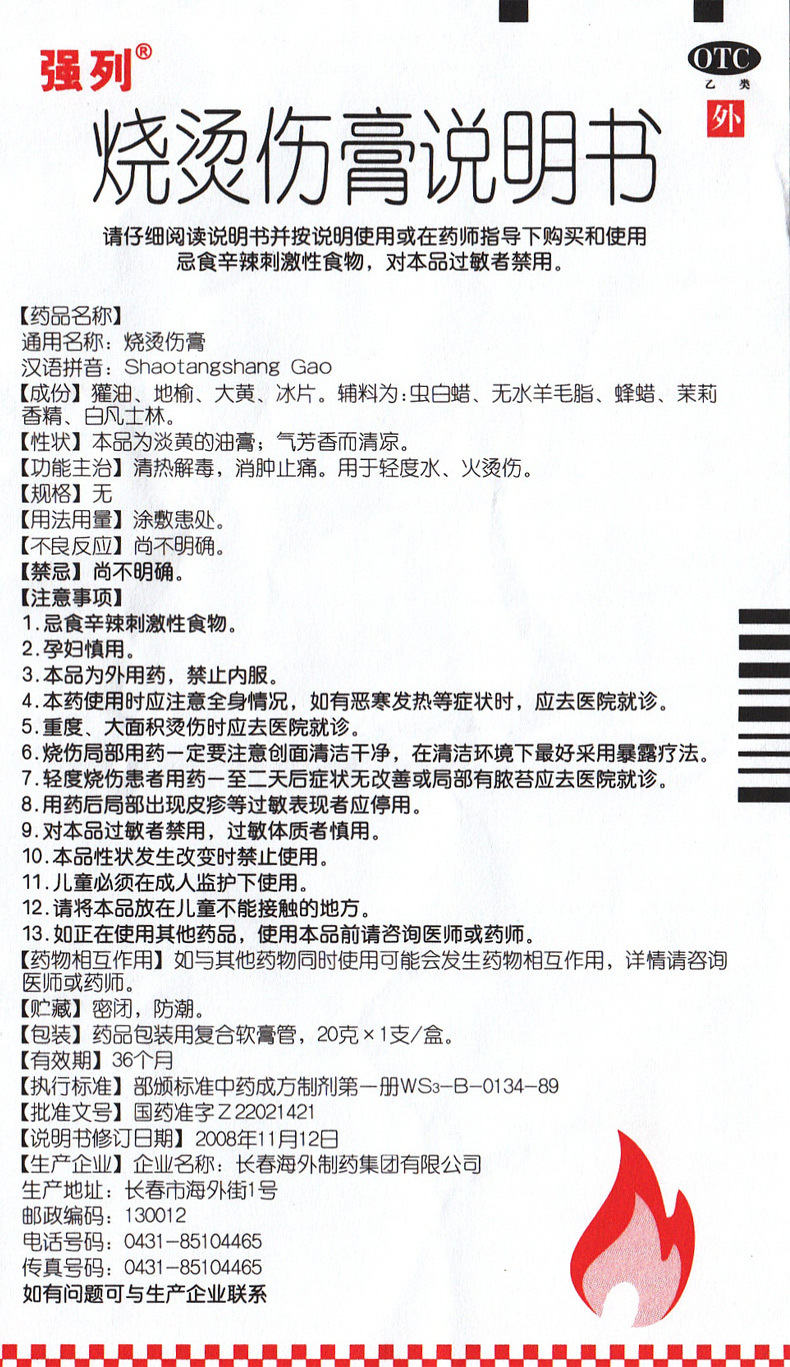 强列®
OTC
乙类
外
烧烫伤膏说明书
请仔细阅读说明书并按说明使用或在药师指导下购买和使用
忌食辛辣刺激性食物，对本品过敏者禁用。
【药品名称】
通用名称：烧烫伤膏
汉语拼音：Shaotangshang Gao
【成份】獾油、地榆、大黄、冰片。辅料为：虫白蜡、无水羊毛脂、蜂蜡、茉莉
香精、白凡士林。
【性状】本品为淡黄的油膏；气芳香而清凉。
【功能主治】清热解毒，消肿止痛。用于轻度水、火烫伤。
【规格】无
【用法用量】涂敷患处。
【不良反应】尚不明确。
【禁忌】尚不明确。
【注意事项】
1.忌食辛辣刺激性食物。
2.孕妇慎用。
3.本品为外用药，禁止内服。
4.本药使用时应注意全身情况，如有恶寒发热等症状时，应去医院就诊。
5.重度、大面积烫伤时应去医院就诊。
6.烧伤局部用药一定要注意创面清洁干净，在清洁环境下最好采用暴露疗法。
7.轻度烧伤患者用药一至二天后症状无改善或局部有脓苔应去医院就诊。
8.用药后局部出现皮疹等过敏表现者应停用。
9.对本品过敏者禁用，过敏体质者慎用。
10.本品性状发生改变时禁止使用。
11.儿童必须在成人监护下使用。
12.请将本品放在儿童不能接触的地方。
13.如正在使用其他药品，使用本品前请咨询医师或药师。
【药物相互作用】如与其他药物同时使用可能会发生药物相互作用，详情请咨询
医师或药师。
【贮藏】密闭，防潮。
【包装】药品包装用复合软膏管，20克×1支/盒。
【有效期】36个月
【执行标准】部颁标准中药成方制剂第一册WS₃-B-0134-89
【批准文号】国药准字Z22021421
【说明书修订日期】2008年11月12日
【生产企业】企业名称：长春海外制药集团有限公司
生产地址：长春市海外街1号
邮政编码：130012
电话号码：0431-85104465
传真号码：0431-85104465
如有问题可与生产企业联系